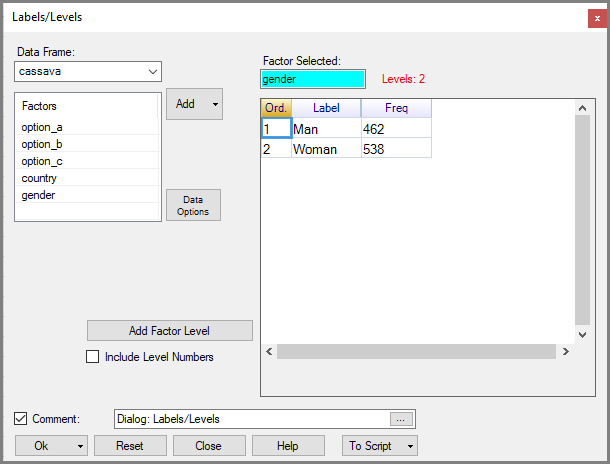 Labels/Levels
x
Data Frame:
cassava
Factors
option_a
option_b
option_c
country
gender
Add
Data
Options
Factor Selected:
gender
Levels: 2
Ord. Label Freq
1 Man 462
2 Woman 538
Add Factor Level
Include Level Numbers
Comment:
Dialog: Labels/Levels
...
Ok
Reset
Close
Help
To Script